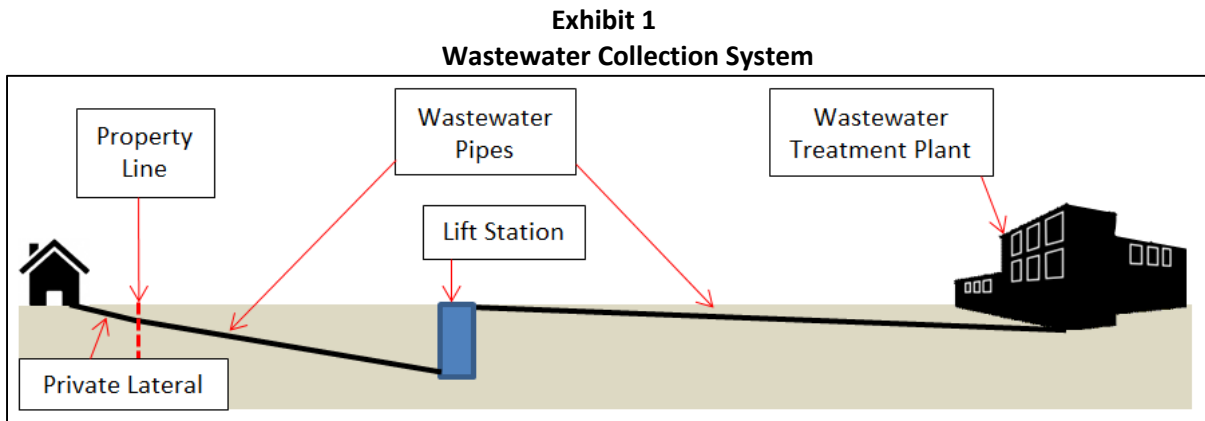 Exhibit 1
Wastewater Collection System
Property
Line
Wastewater
Pipes
Wastewater
Treatment Plant
Lift Station
Private Lateral